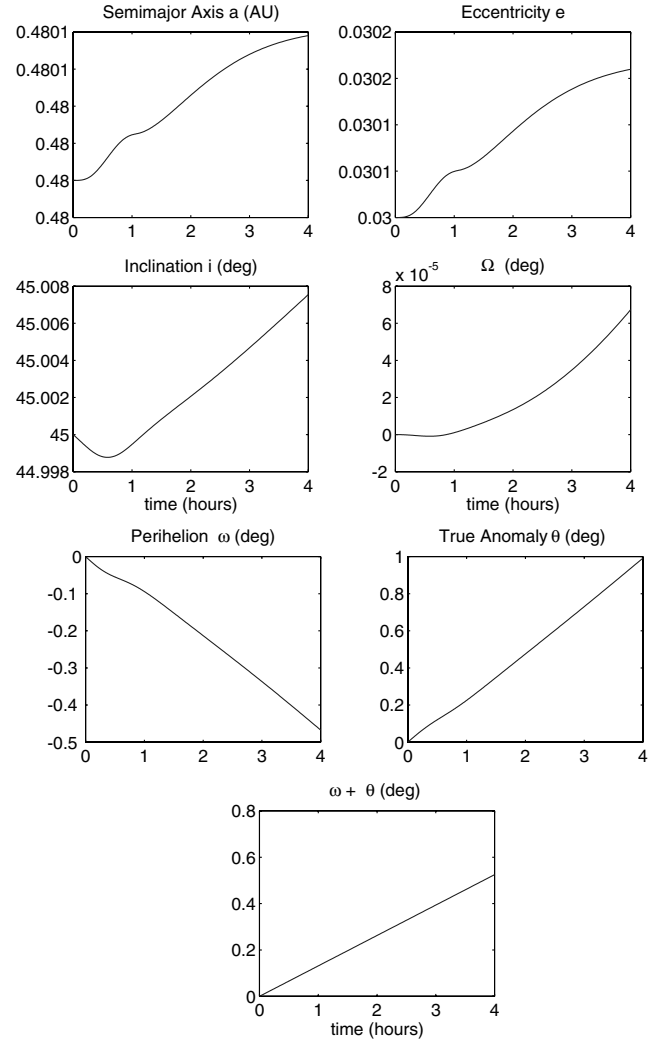 Semimajor Axis a (AU)
0.4801
0.4801
0.48
0.48
0.48
0.48
0 1 2 3 4
Eccentricity e
0.0302
0.0302
0.0301
0.0301
0.03
0 1 2 3 4
Inclination i (deg)
45.008
45.006
45.004
45.002
45
44.998
0 1 2 3 4
time (hours)
x 10⁻⁵ Ω (deg)
8
6
4
2
0
-2
0 1 2 3 4
time (hours)
Perihelion ω (deg)
0
-0.1
-0.2
-0.3
-0.4
-0.5
0 1 2 3 4
True Anomaly θ (deg)
1
0.8
0.6
0.4
0.2
0
0 1 2 3 4
ω + θ (deg)
0.8
0.6
0.4
0.2
0
0 1 2 3 4
time (hours)